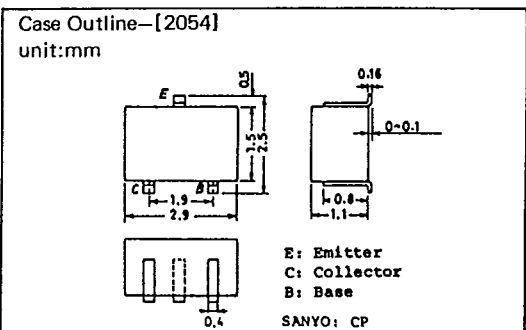 Case Outline—[2054]
unit:mm
E
0.5
1.5
2.5
C
B
1.9
2.9
0.16
0~0.1
0.8
1.1
0.4
E: Emitter
C: Collector
B: Base
SANYO: CP